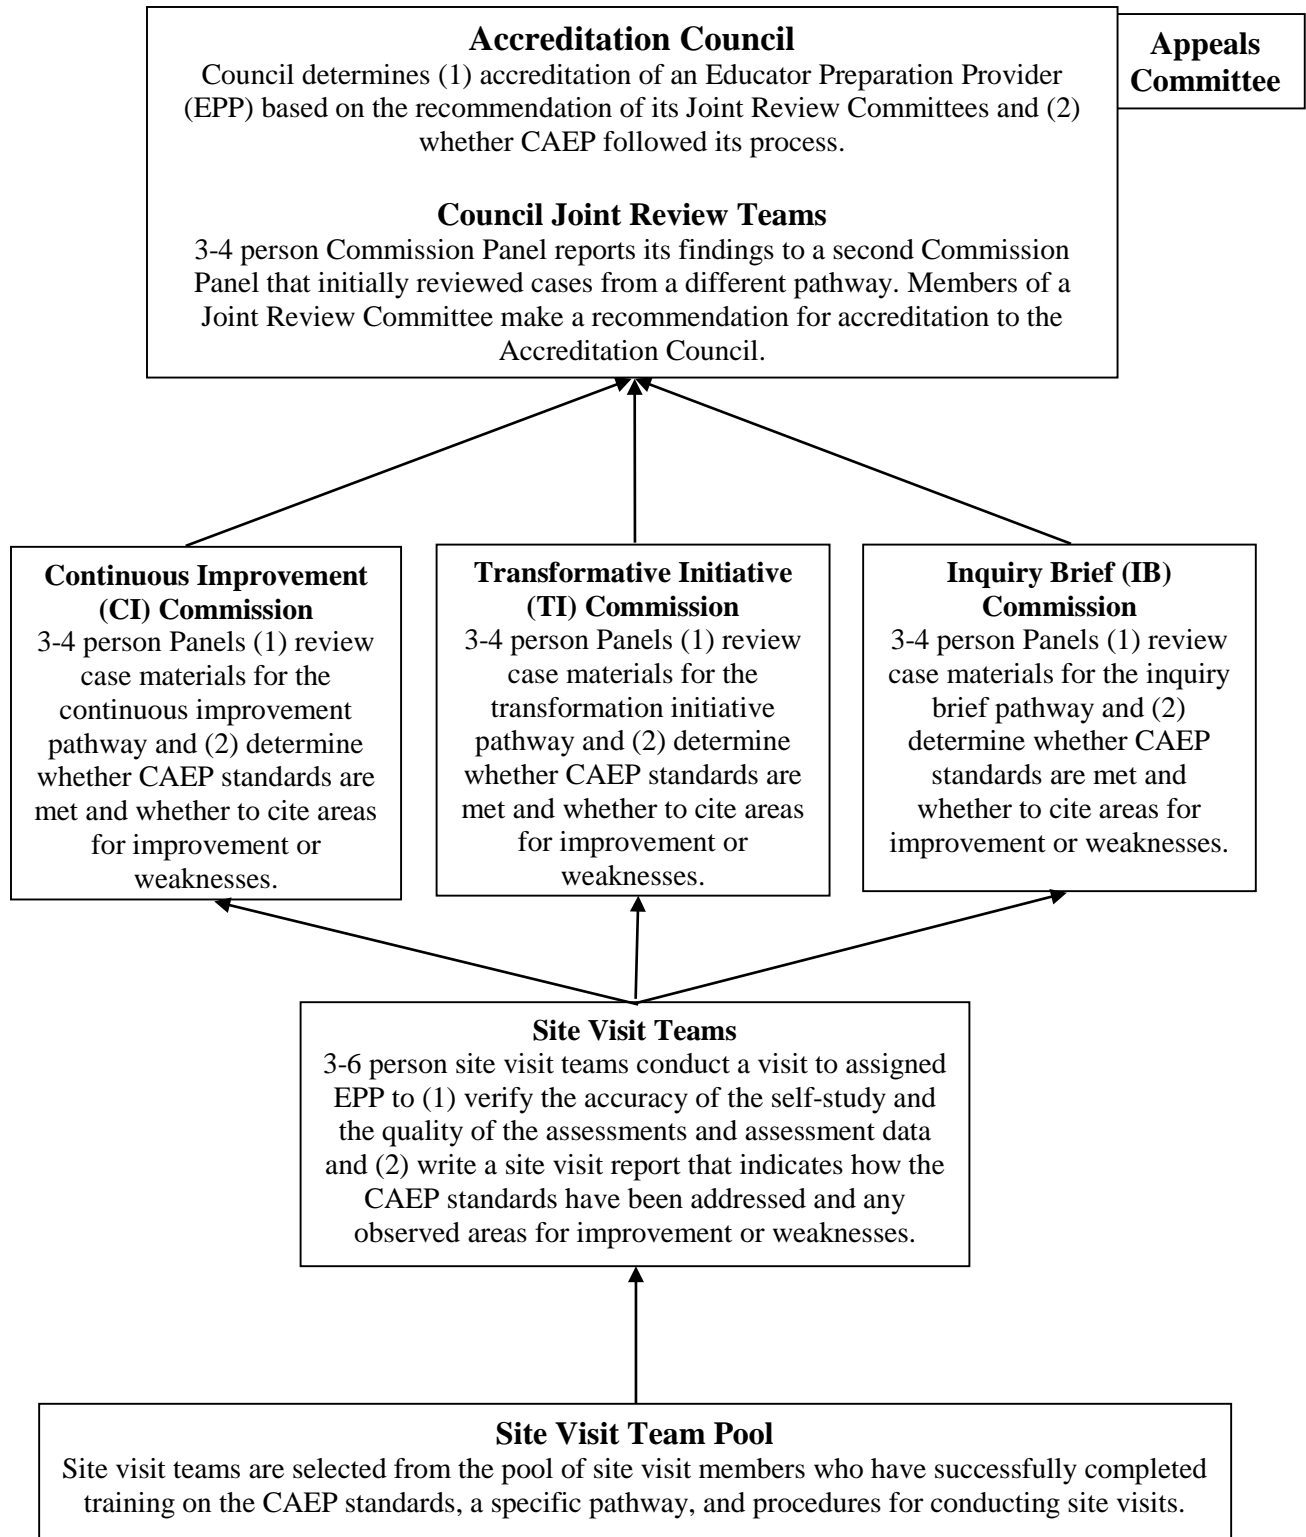 Accreditation Council
Council determines (1) accreditation of an Educator Preparation Provider
(EPP) based on the recommendation of its Joint Review Committees and (2)
whether CAEP followed its process.
Council Joint Review Teams
3-4 person Commission Panel reports its findings to a second Commission
Panel that initially reviewed cases from a different pathway. Members of a
Joint Review Committee make a recommendation for accreditation to the
Accreditation Council.
Appeals
Committee
Continuous Improvement
(CI) Commission
3-4 person Panels (1) review
case materials for the
continuous improvement
pathway and (2) determine
whether CAEP standards are
met and whether to cite areas
for improvement or
weaknesses.
Transformative Initiative
(TI) Commission
3-4 person Panels (1) review
case materials for the
transformation initiative
pathway and (2) determine
whether CAEP standards are
met and whether to cite areas
for improvement or
weaknesses.
Inquiry Brief (IB)
Commission
3-4 person Panels (1) review
case materials for the inquiry
brief pathway and (2)
determine whether CAEP
standards are met and
whether to cite areas for
improvement or weaknesses.
Site Visit Teams
3-6 person site visit teams conduct a visit to assigned
EPP to (1) verify the accuracy of the self-study and
the quality of the assessments and assessment data
and (2) write a site visit report that indicates how the
CAEP standards have been addressed and any
observed areas for improvement or weaknesses.
Site Visit Team Pool
Site visit teams are selected from the pool of site visit members who have successfully completed
training on the CAEP standards, a specific pathway, and procedures for conducting site visits.